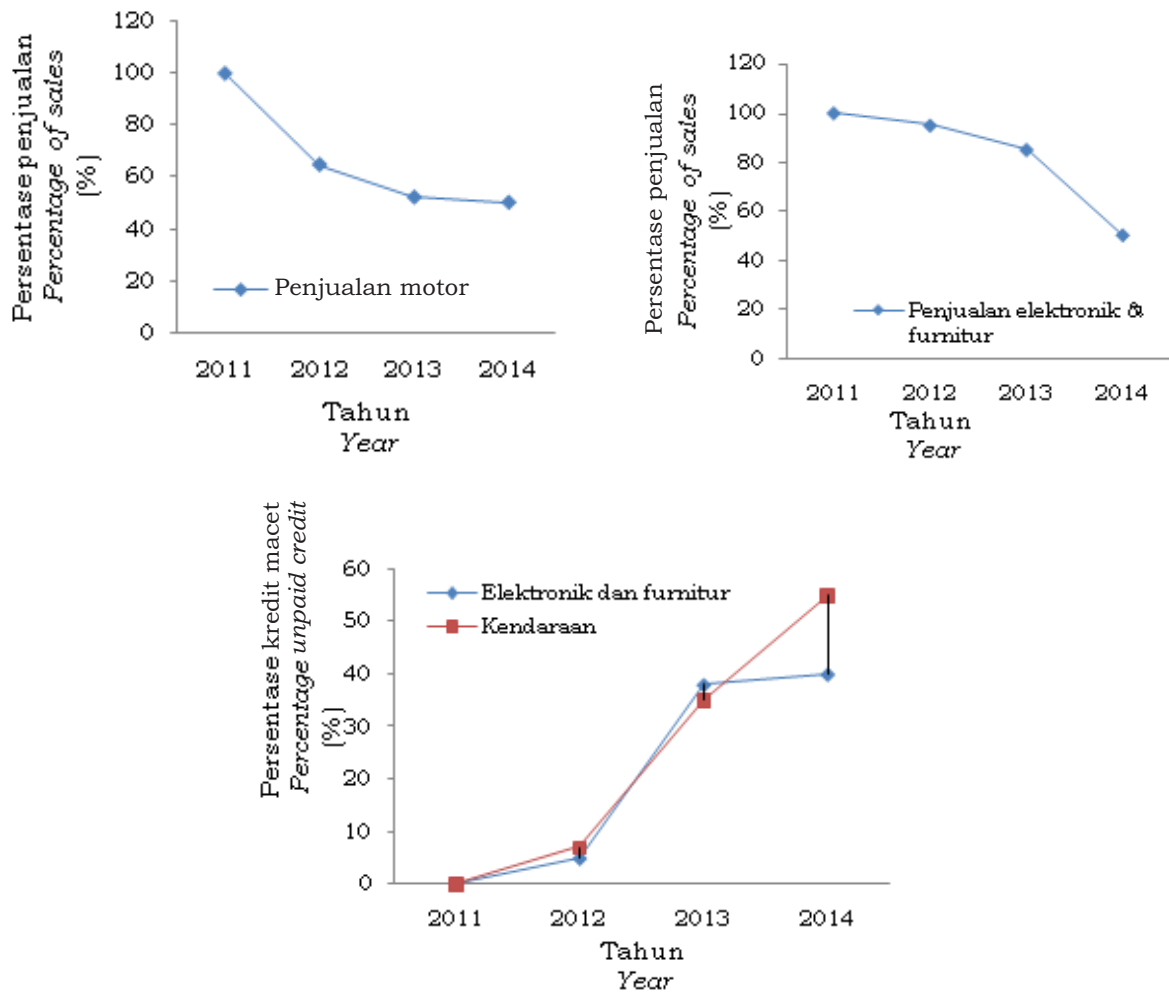 Persentase penjualan
Percentage of sales
(%)
120
100
80
60
40
20
0
Penjualan motor
2011 2012 2013 2014
Tahun
Year
Persentase penjualan
Percentage of sales
(%)
120
100
80
60
40
20
0
Penjualan elektronik &
furnitur
2011 2012 2013 2014
Tahun
Year
Persentase kredit macet
Percentage unpaid credit
(%)
60
50
40
30
20
10
0
Elektronik dan furnitur
Kendaraan
2011 2012 2013 2014
Tahun
Year